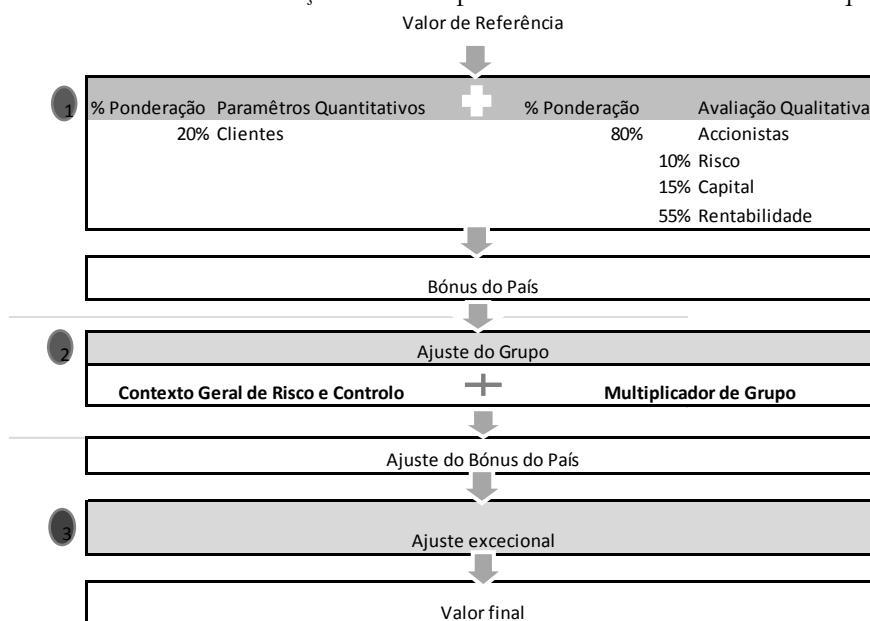 Valor de Referência
1 % Ponderação Paramêtros Quantitativos % Ponderação Avaliação Qualitativa
20% Clientes 80% Accionistas
10% Risco
15% Capital
55% Rentabilidade
Bónus do País
2 Ajuste do Grupo
Contexto Geral de Risco e Controlo Multiplicador de Grupo
Ajuste do Bónus do País
3 Ajuste excecional
Valor final